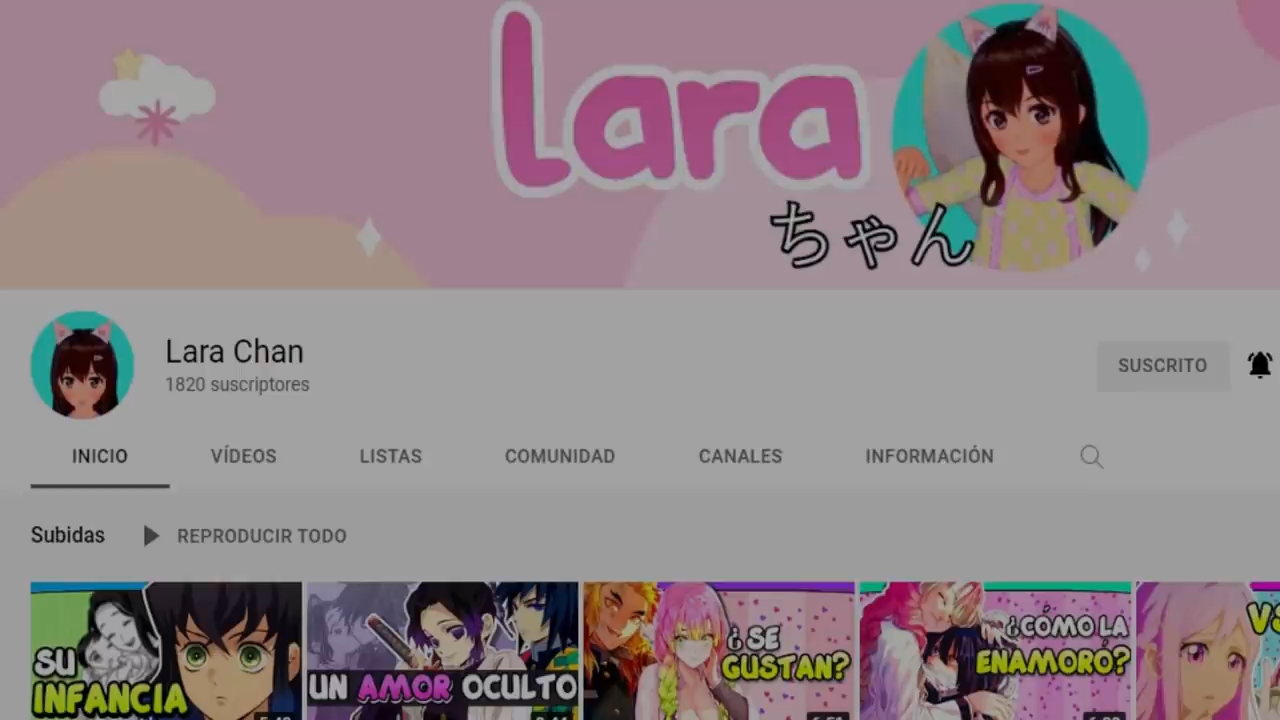 Lara
ちゃん
Lara Chan
1820 suscriptores
SUSCRITO
INICIO
VÍDEOS
LISTAS
COMUNIDAD
CANALES
INFORMACIÓN
Subidas
REPRODUCIR TODO
SU
INFANCIA
UN AMOR OCULTO
¿SE
GUSTAN?
¿CÓMO LA
ENAMORÓ?